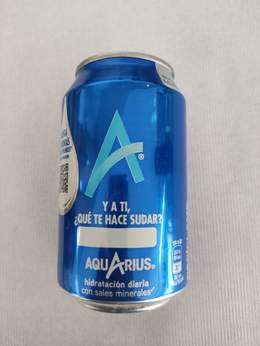 A®
Y A TI,
¿QUÉ TE HACE SUDAR?
AQUARIUS®
hidratación diaria
con sales minerales